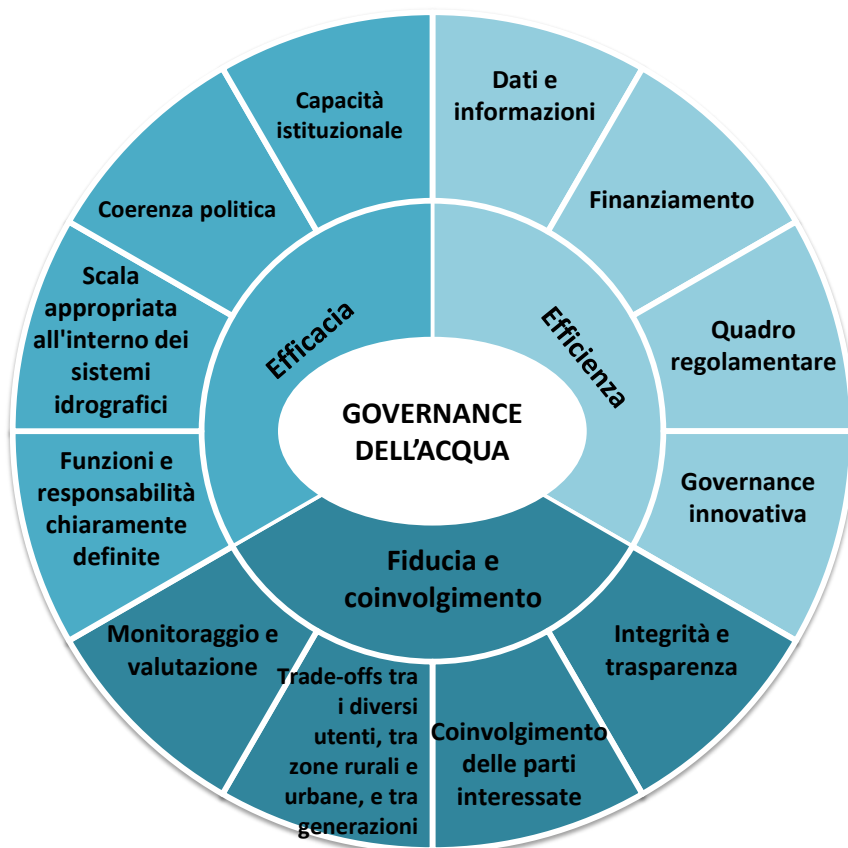 Capacità
istituzionale
Dati e
informazioni
Coerenza politica
Finanziamento
Scala
appropriata
all'interno dei
sistemi
idrografici
Efficacia
Efficienza
Quadro
regolamentare
GOVERNANCE
DELL'ACQUA
Funzioni e
responsabilità
chiaramente
definite
Governance
innovativa
Fiducia e
coinvolgimento
Monitoraggio e
valutazione
Integrità e
trasparenza
Trade-offs tra
i diversi
utenti, tra
zone rurali e
urbane, e tra
generazioni
Coinvolgimento
delle parti
interessate